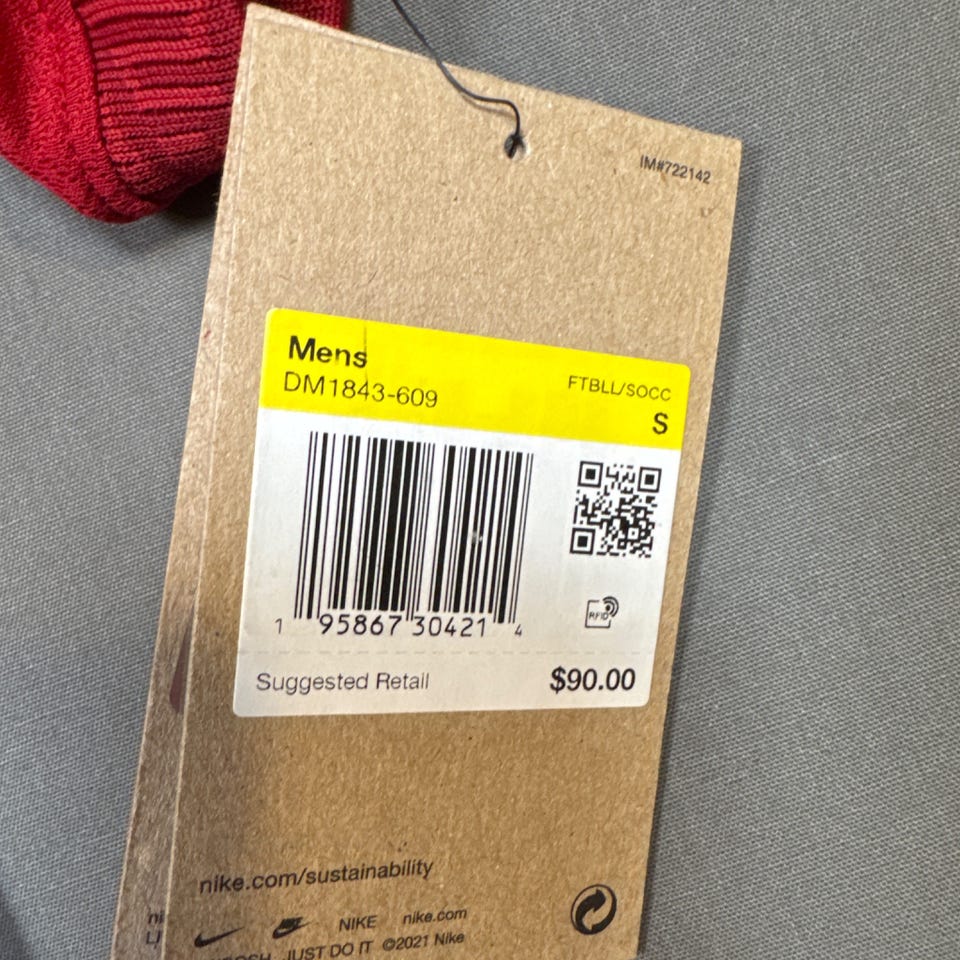 IM#722142
Mens
DM1843-609
FTBLL/SOCC
S
RFID
1 95867 30421 4
Suggested Retail $90.00
nike.com/sustainability
NIKE nike.com
JUST DO IT ©2021 Nike